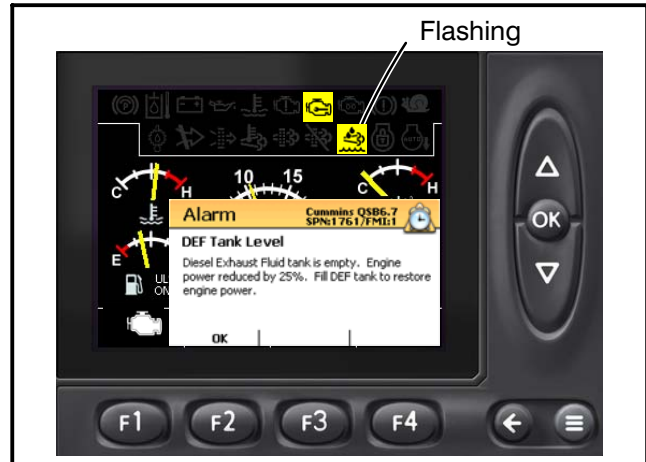 Flashing
10 15
C H
C H
Alarm
Cummins QSB6.7
SPN:1761/FMI:1
DEF Tank Level
Diesel Exhaust Fluid tank is empty. Engine
power reduced by 25%. Fill DEF tank to restore
engine power.
OK
E
UL
ON
OK
F1 F2 F3 F4